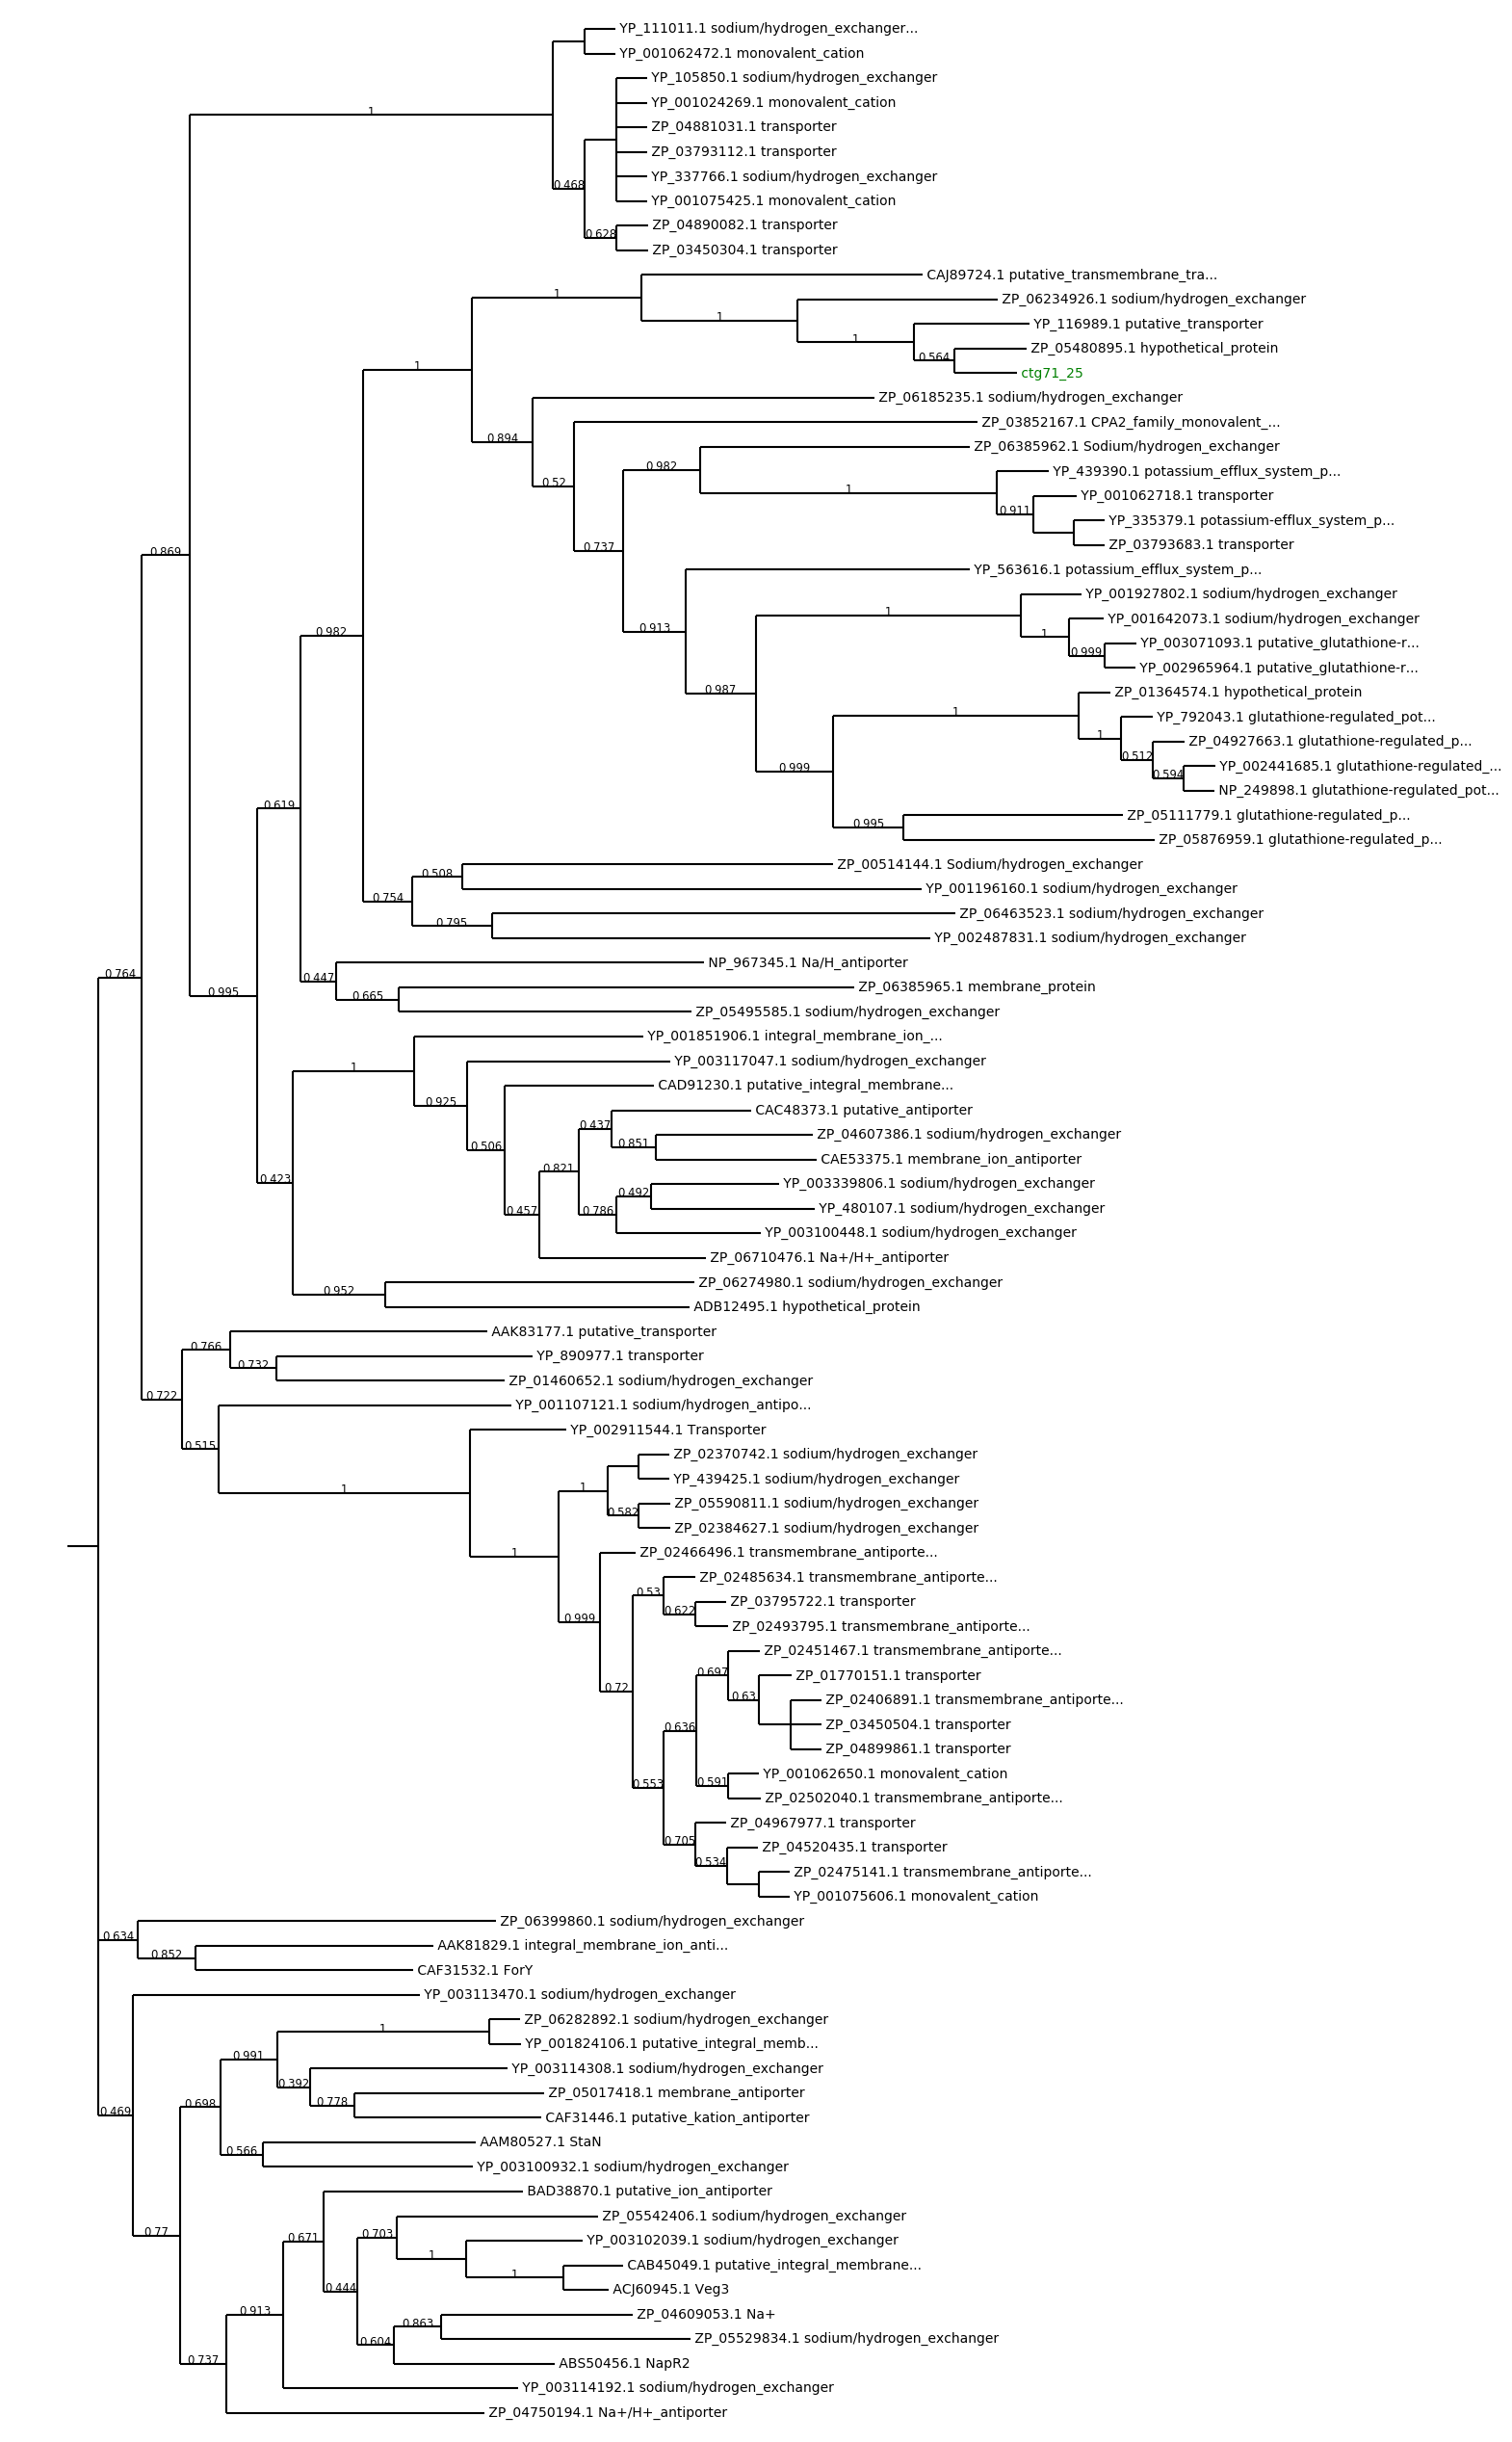 YP_111011.1 sodium/hydrogen_exchanger...
YP_001062472.1 monovalent_cation
YP_105850.1 sodium/hydrogen_exchanger
YP_001024269.1 monovalent_cation
1
ZP_04881031.1 transporter
ZP_03793112.1 transporter
YP_337766.1 sodium/hydrogen_exchanger
0.468
YP_001075425.1 monovalent_cation
ZP_04890082.1 transporter
0.628
ZP_03450304.1 transporter
CAJ89724.1 putative_transmembrane_tra...
1
ZP_06234926.1 sodium/hydrogen_exchanger
1
YP_116989.1 putative_transporter
1
ZP_05480895.1 hypothetical_protein
0.564
1
ctg71_25
ZP_06185235.1 sodium/hydrogen_exchanger
ZP_03852167.1 CPA2_family_monovalent_...
0.894
ZP_06385962.1 Sodium/hydrogen_exchanger
0.982
YP_439390.1 potassium_efflux_system_p...
0.52
1
YP_001062718.1 transporter
0.911
YP_335379.1 potassium-efflux_system_p...
ZP_03793683.1 transporter
0.737
0.869
YP_563616.1 potassium_efflux_system_p...
YP_001927802.1 sodium/hydrogen_exchanger
1
YP_001642073.1 sodium/hydrogen_exchanger
0.913
0.982
1
YP_003071093.1 putative_glutathione-r...
0.999
YP_002965964.1 putative_glutathione-r...
0.987
ZP_01364574.1 hypothetical_protein
1
YP_792043.1 glutathione-regulated_pot...
1
ZP_04927663.1 glutathione-regulated_p...
0.512
YP_002441685.1 glutathione-regulated_...
0.999
0.594
NP_249898.1 glutathione-regulated_pot...
0.619
ZP_05111779.1 glutathione-regulated_p...
0.995
ZP_05876959.1 glutathione-regulated_p...
ZP_00514144.1 Sodium/hydrogen_exchanger
0.508
YP_001196160.1 sodium/hydrogen_exchanger
0.754
ZP_06463523.1 sodium/hydrogen_exchanger
0.795
YP_002487831.1 sodium/hydrogen_exchanger
NP_967345.1 Na/H_antiporter
0.764
0.447
ZP_06385965.1 membrane_protein
0.995
0.665
ZP_05495585.1 sodium/hydrogen_exchanger
YP_001851906.1 integral_membrane_ion_...
YP_003117047.1 sodium/hydrogen_exchanger
1
CAD91230.1 putative_integral_membrane...
0.925
CAC48373.1 putative_antiporter
0.437
ZP_04607386.1 sodium/hydrogen_exchanger
0.851
0.506
CAE53375.1 membrane_ion_antiporter
0.821
0.423
YP_003339806.1 sodium/hydrogen_exchanger
0.492
YP_480107.1 sodium/hydrogen_exchanger
0.457
0.786
YP_003100448.1 sodium/hydrogen_exchanger
ZP_06710476.1 Na+/H+_antiporter
ZP_06274980.1 sodium/hydrogen_exchanger
0.952
ADB12495.1 hypothetical_protein
AAK83177.1 putative_transporter
0.766
YP_890977.1 transporter
0.732
ZP_01460652.1 sodium/hydrogen_exchanger
0.722
YP_001107121.1 sodium/hydrogen_antipo...
YP_002911544.1 Transporter
0.515
ZP_02370742.1 sodium/hydrogen_exchanger
YP_439425.1 sodium/hydrogen_exchanger
1
1
ZP_05590811.1 sodium/hydrogen_exchanger
0.582
ZP_02384627.1 sodium/hydrogen_exchanger
1
ZP_02466496.1 transmembrane_antiporte...
ZP_02485634.1 transmembrane_antiporte...
0.53
ZP_03795722.1 transporter
0.622
0.999
ZP_02493795.1 transmembrane_antiporte...
ZP_02451467.1 transmembrane_antiporte...
0.697
ZP_01770151.1 transporter
0.72
0.63
ZP_02406891.1 transmembrane_antiporte...
ZP_03450504.1 transporter
0.636
ZP_04899861.1 transporter
YP_001062650.1 monovalent_cation
0.553
0.591
ZP_02502040.1 transmembrane_antiporte...
ZP_04967977.1 transporter
0.705
ZP_04520435.1 transporter
0.534
ZP_02475141.1 transmembrane_antiporte...
YP_001075606.1 monovalent_cation
ZP_06399860.1 sodium/hydrogen_exchanger
0.634
AAK81829.1 integral_membrane_ion_anti...
0.852
CAF31532.1 ForY
YP_003113470.1 sodium/hydrogen_exchanger
ZP_06282892.1 sodium/hydrogen_exchanger
1
YP_001824106.1 putative_integral_memb...
0.991
YP_003114308.1 sodium/hydrogen_exchanger
0.392
ZP_05017418.1 membrane_antiporter
0.698
0.778
0.469
CAF31446.1 putative_kation_antiporter
AAM80527.1 StaN
0.566
YP_003100932.1 sodium/hydrogen_exchanger
BAD38870.1 putative_ion_antiporter
ZP_05542406.1 sodium/hydrogen_exchanger
0.77
0.703
0.671
YP_003102039.1 sodium/hydrogen_exchanger
1
CAB45049.1 putative_integral_membrane...
1
0.444
ACJ60945.1 Veg3
0.913
ZP_04609053.1 Na+
0.863
ZP_05529834.1 sodium/hydrogen_exchanger
0.604
0.737
ABS50456.1 NapR2
YP_003114192.1 sodium/hydrogen_exchanger
ZP_04750194.1 Na+/H+_antiporter